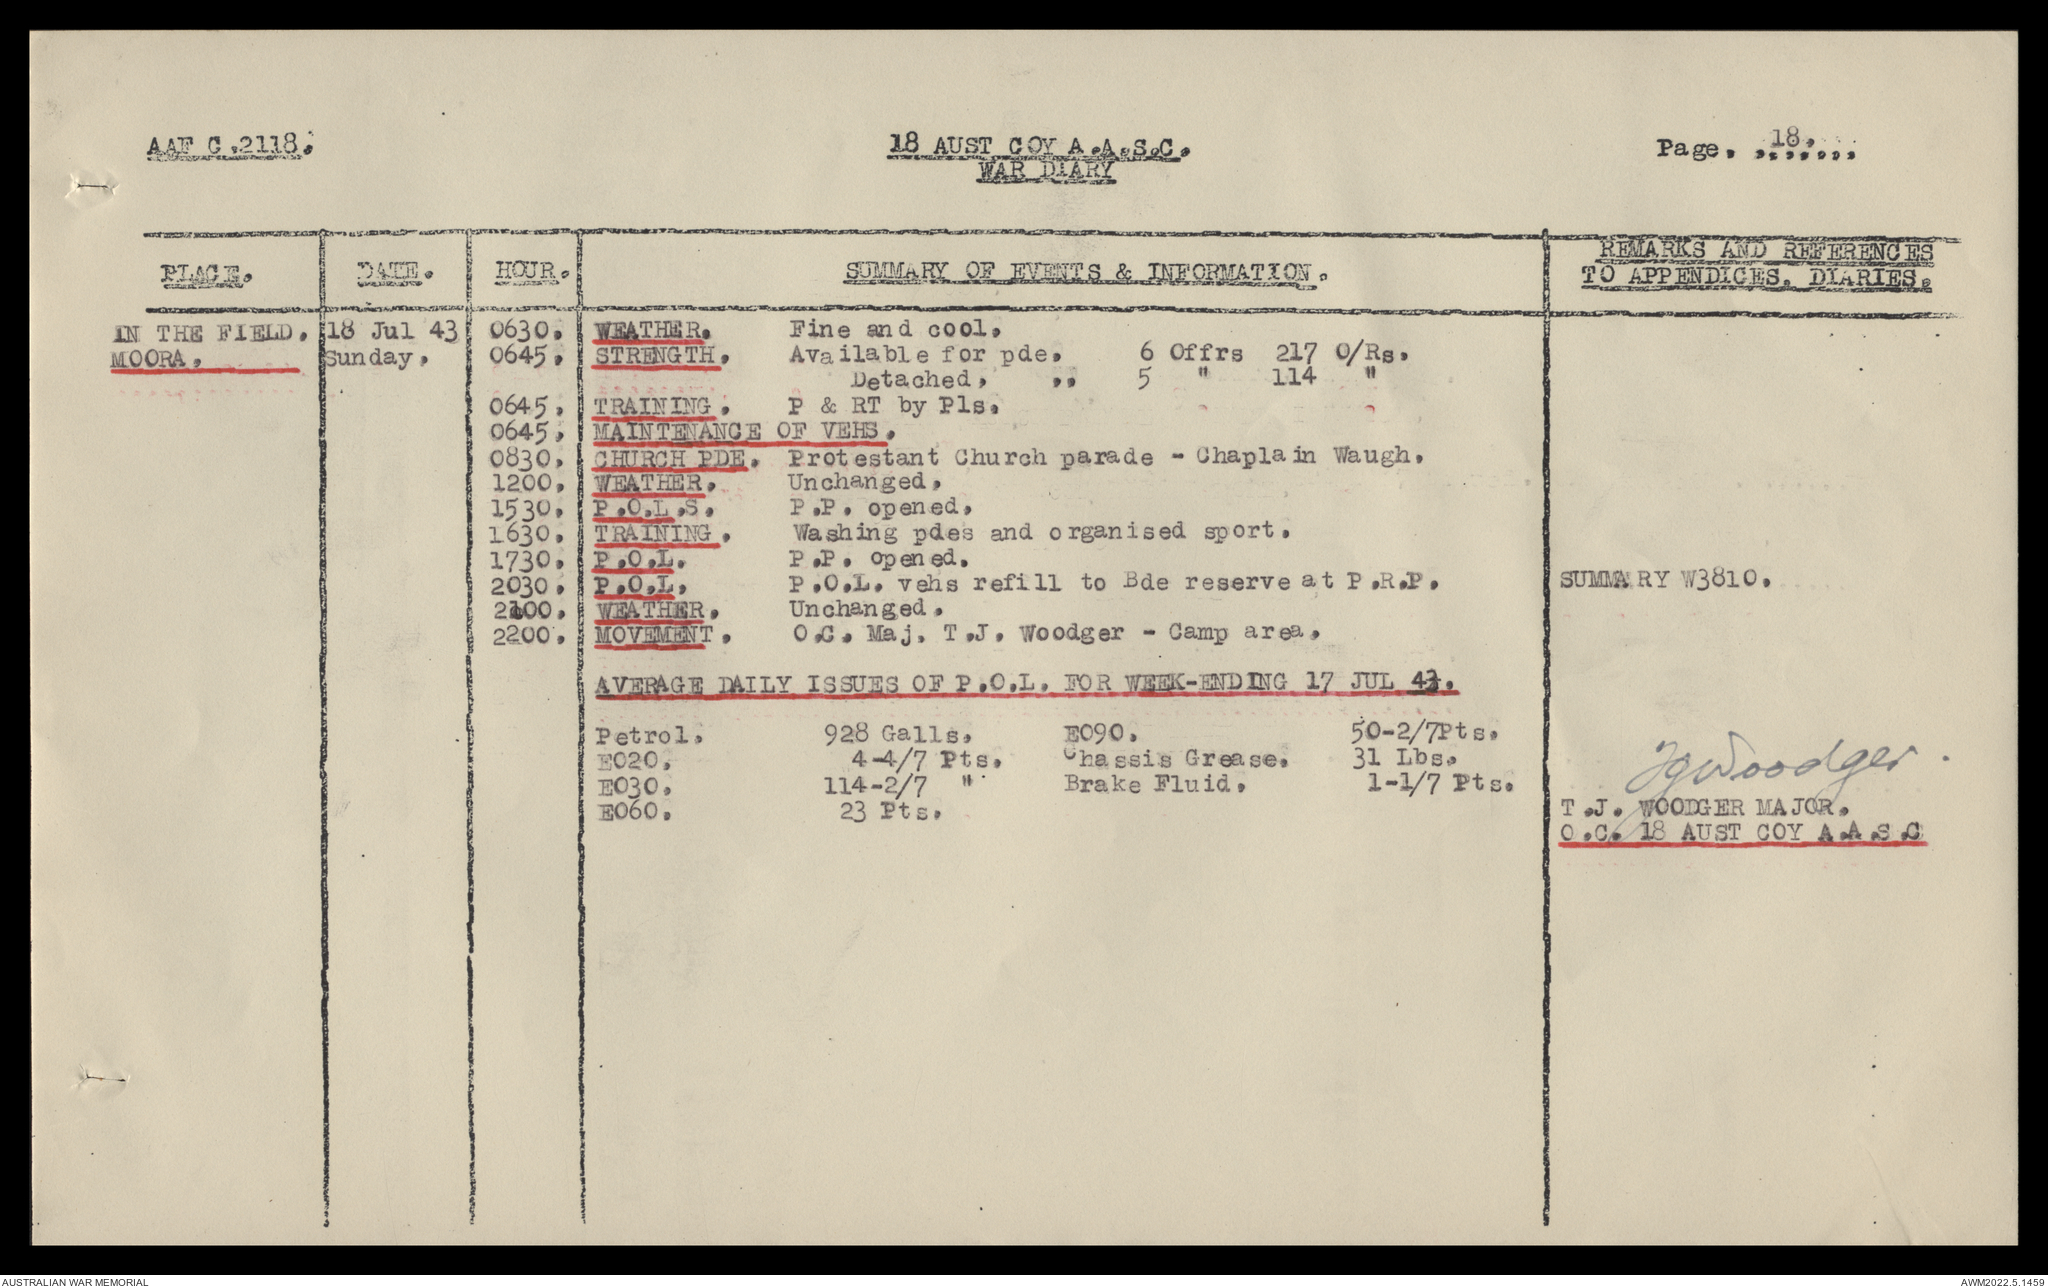 AAF C.2118.
18 AUST COY A.A.S.C.
WAR DIARY
Page. 18.
PLACE. DATE. HOUR. SUMMARY OF EVENTS & INFORMATION. REMARKS AND REFERENCES
TO APPENDICES. DIARIES.
IN THE FIELD. 18 Jul 43 0630. WEATHER. Fine and cool.
MOORA. Sunday. 0645. STRENGTH. Available for pde. 6 Offrs 217 O/Rs.
Detached. ,, 5 " 114 "
0645. TRAINING. P & RT by Pls.
0645. MAINTENANCE OF VEHS.
0830. CHURCH PDE. Protestant Church parade - Chaplain Waugh.
1200. WEATHER. Unchanged.
1530. P.O.L.S. P.P. opened.
1630. TRAINING. Washing pdes and organised sport.
1730. P.O.L. P.P. opened.
2030. P.O.L. P.O.L. vehs refill to Bde reserve at P.R.P. SUMMARY W3810.
2100. WEATHER. Unchanged.
2200. MOVEMENT. O.C. Maj. T.J. Woodger - Camp area.
AVERAGE DAILY ISSUES OF P.O.L. FOR WEEK-ENDING 17 JUL 43.
Petrol. 928 Galls. E090. 50-2/7Pts.
E020. 4-4/7 Pts. Chassis Grease. 31 Lbs.
E030. 114-2/7 " Brake Fluid. 1-1/7 Pts.
E060. 23 Pts.
TJWoodger.
T.J. WOODGER MAJOR.
O.C. 18 AUST COY A.A.S.C
AUSTRALIAN WAR MEMORIAL
AWM2022.5.1459